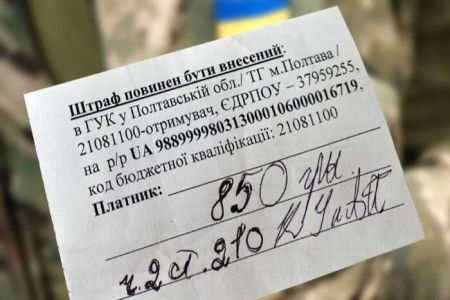 Штраф повинен бути внесений:
в ГУК у Полтавській обл./ ТГ м.Полтава/
21081100-отримувач, ЄДРПОУ – 37959255,
на р/р UA 988999980313000106000016719,
код бюджетної кваліфікації: 21081100
Платник:
850 грн
ч.2 ст.210 КУпАП